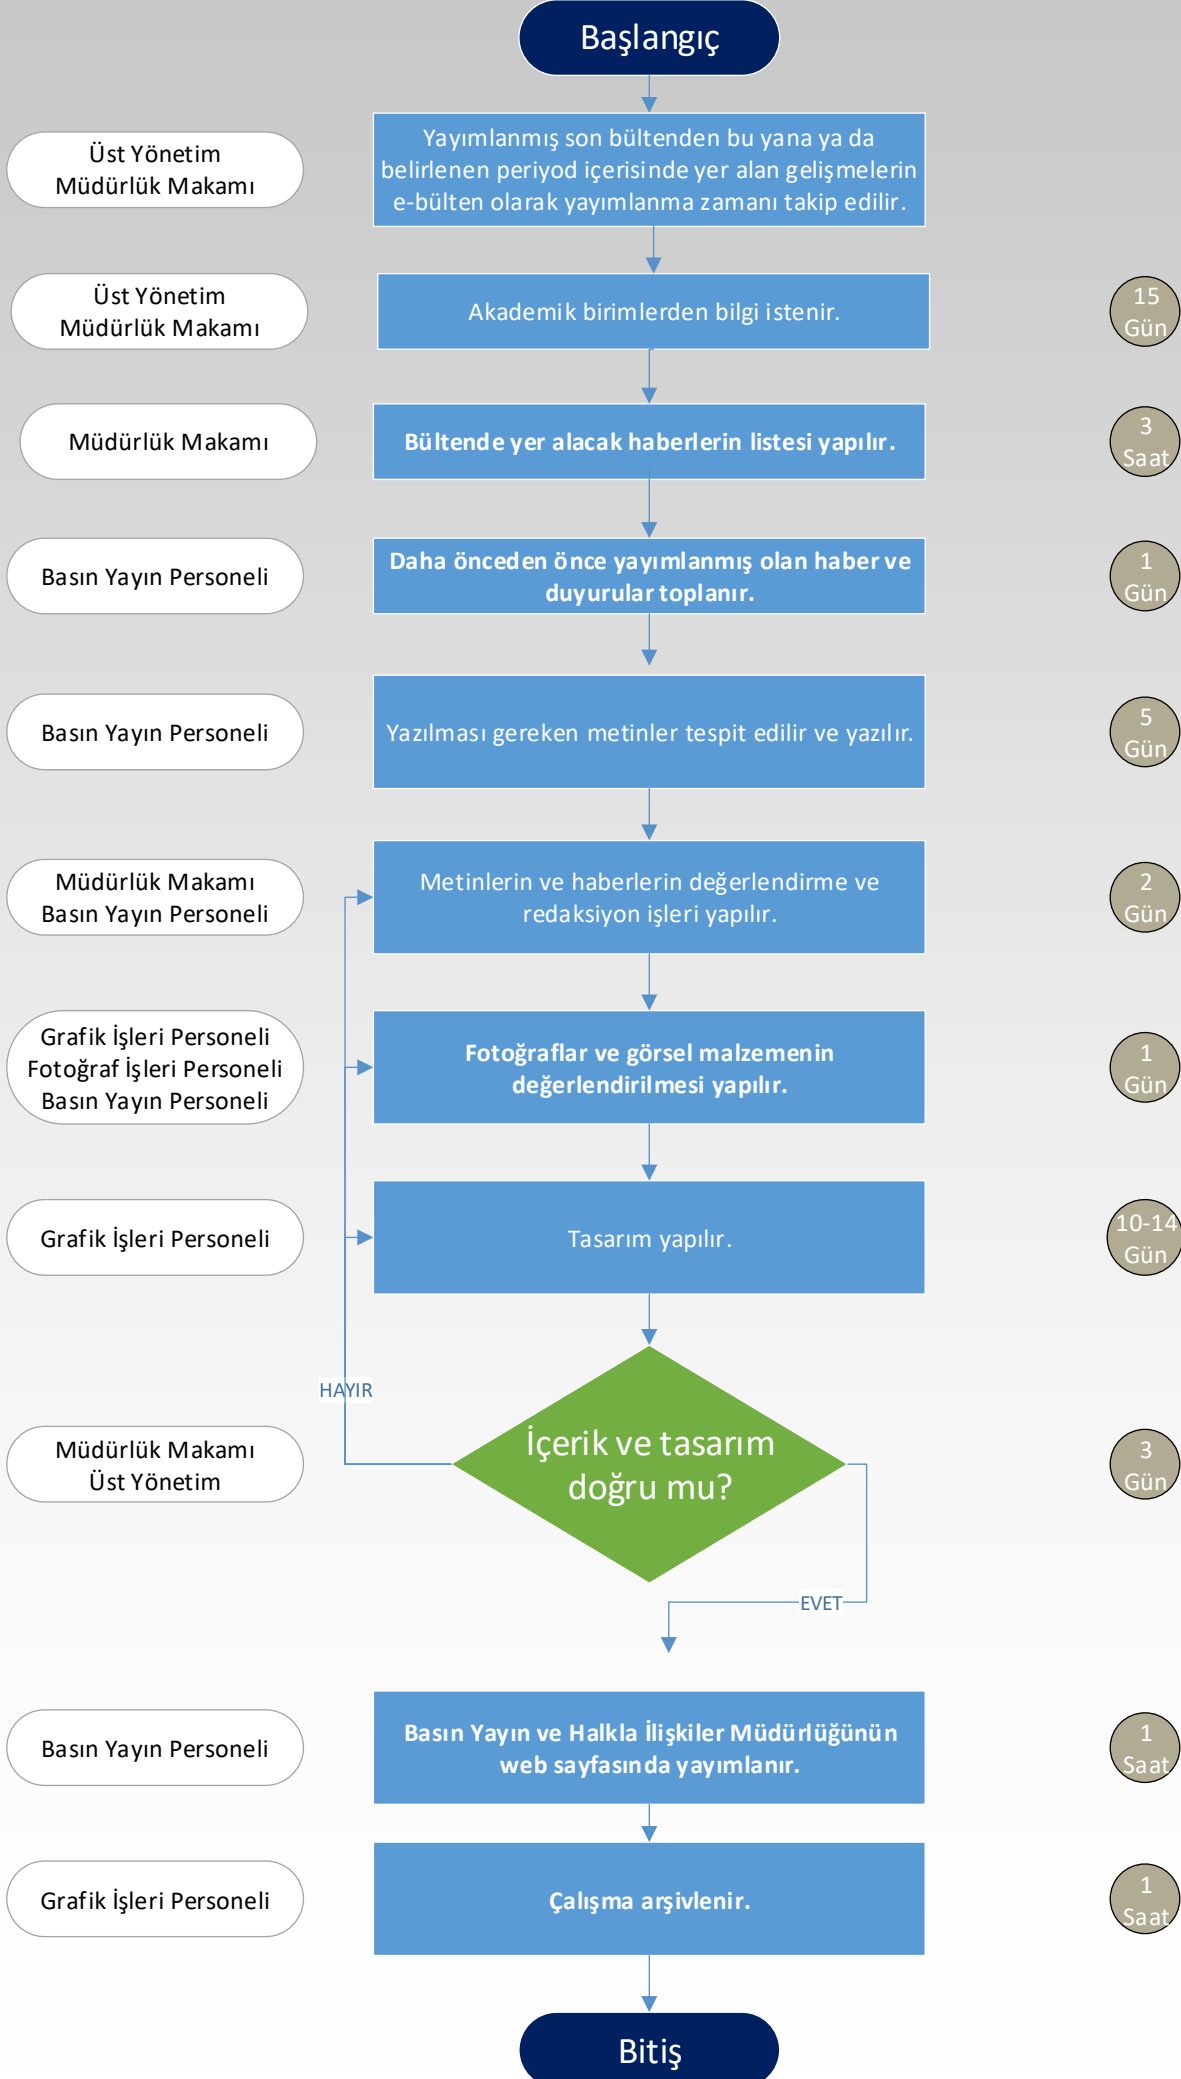 Başlangıç
Üst Yönetim
Müdürlük Makamı
Yayımlanmış son bültenden bu yana ya da
belirlenen periyod içerisinde yer alan gelişmelerin
e-bülten olarak yayımlanma zamanı takip edilir.
Üst Yönetim
Müdürlük Makamı
Akademik birimlerden bilgi istenir.
15
Gün
Müdürlük Makamı
Bültende yer alacak haberlerin listesi yapılır.
3
Saat
Basın Yayın Personeli
Daha önceden önce yayımlanmış olan haber ve
duyurular toplanır.
1
Gün
Basın Yayın Personeli
Yazılması gereken metinler tespit edilir ve yazılır.
5
Gün
Müdürlük Makamı
Basın Yayın Personeli
Metinlerin ve haberlerin değerlendirme ve
redaksiyon işleri yapılır.
2
Gün
Grafik İşleri Personeli
Fotoğraf İşleri Personeli
Basın Yayın Personeli
Fotoğraflar ve görsel malzemenin
değerlendirilmesi yapılır.
1
Gün
Grafik İşleri Personeli
Tasarım yapılır.
10-14
Gün
HAYIR
Müdürlük Makamı
Üst Yönetim
İçerik ve tasarım
doğru mu?
3
Gün
EVET
Basın Yayın Personeli
Basın Yayın ve Halkla İlişkiler Müdürlüğünün
web sayfasında yayımlanır.
1
Saat
Grafik İşleri Personeli
Çalışma arşivlenir.
1
Saat
Bitiş